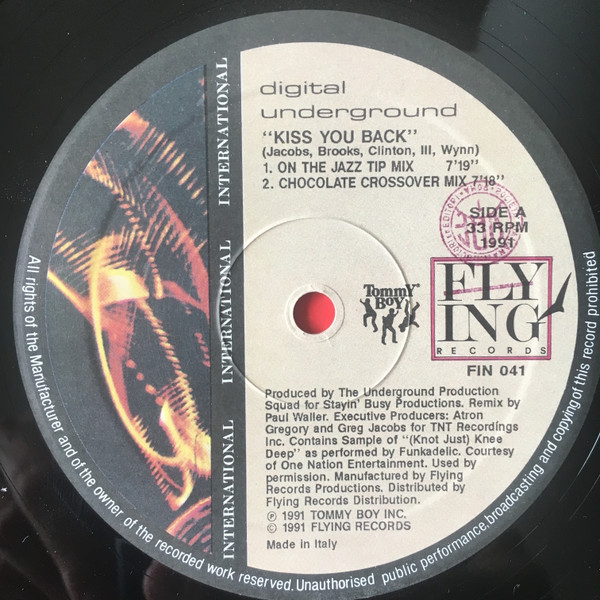 digital
underground
"KISS YOU BACK"
(Jacobs, Brooks, Clinton, III, Wynn)
1. ON THE JAZZ TIP MIX 7'19"
2. CHOCOLATE CROSSOVER MIX 7'18"
SIDE A
33 RPM
1991
TOMMY
BOY
FLY
ING
RECORDS
FIN 041
Produced by The Underground Production
Squad for Stayin' Busy Productions. Remix by
Paul Waller. Executive Producers: Atron
Gregory and Greg Jacobs for TNT Recordings
Inc. Contains Sample of "(Knot Just) Knee
Deep" as performed by Funkadelic. Courtesy
of One Nation Entertainment. Used by
permission. Manufactured by Flying
Records Productions. Distributed by
Flying Records Distribution.
℗ 1991 TOMMY BOY INC.
© 1991 FLYING RECORDS
Made in Italy
INTERNATIONAL
INTERNATIONAL
INTERNATIONAL
All rights of the Manufacturer and of the owner of the recorded work reserved. Unauthorised public performance, broadcasting and copying of this record prohibited